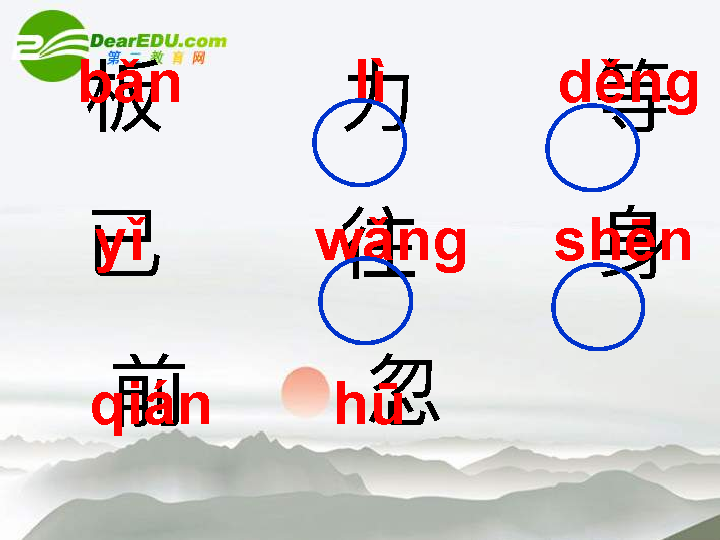 DearEDU.com
第二教育网
bǎn lì děng
板 力 等
yǐ wǎng shēn
已 往 身
前 忽
qián hū